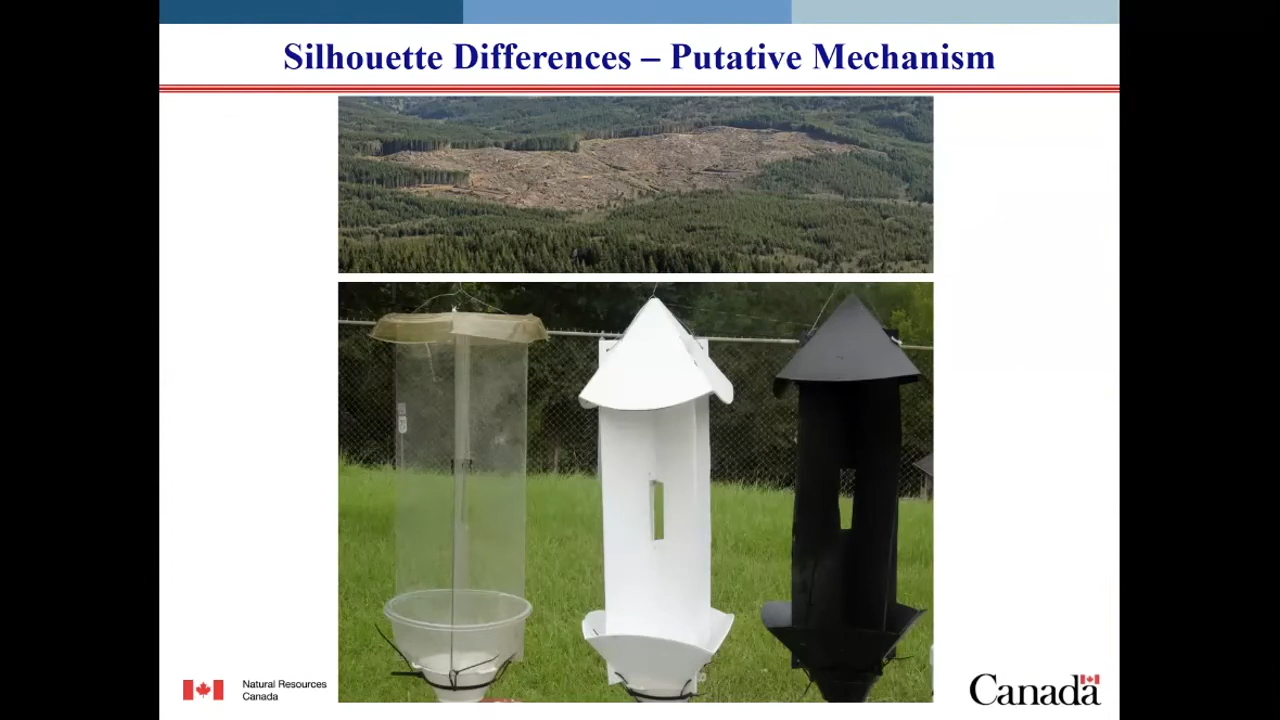 Silhouette Differences – Putative Mechanism
Natural Resources
Canada
Canada